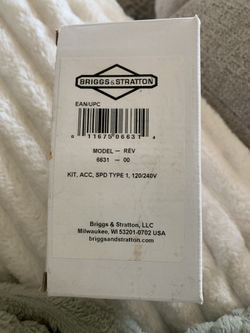 BRIGGS & STRATTON
EAN/UPC
0 11675 06631 4
MODEL — REV
6631 — 00
KIT, ACC, SPD TYPE 1, 120/240V
Briggs & Stratton, LLC
Milwaukee, WI 53201-0702 USA
briggsandstratton.com